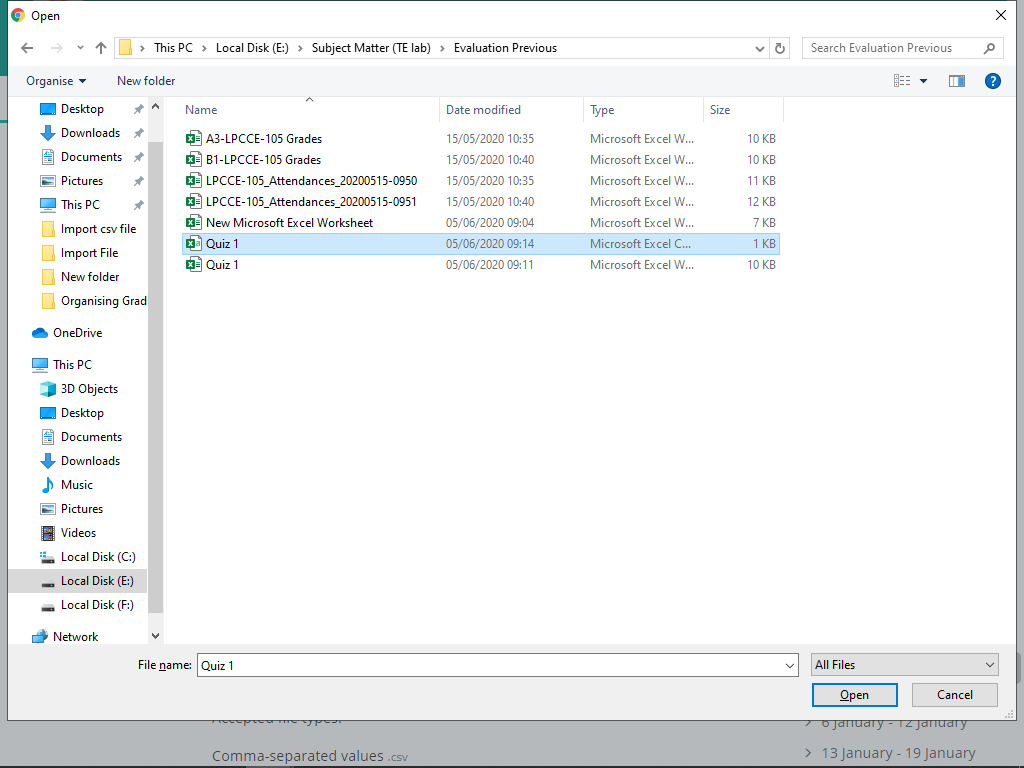 Open
This PC > Local Disk (E:) > Subject Matter (TE lab) > Evaluation Previous
Search Evaluation Previous
Organise
New folder
?
Desktop
Downloads
Documents
Pictures
This PC
Import csv file
Import File
New folder
Organising Grad
OneDrive
This PC
3D Objects
Desktop
Documents
Downloads
Music
Pictures
Videos
Local Disk (C:)
Local Disk (E:)
Local Disk (F:)
Network
Name Date modified Type Size
A3-LPCCE-105 Grades 15/05/2020 10:35 Microsoft Excel W... 10 KB
B1-LPCCE-105 Grades 15/05/2020 10:40 Microsoft Excel W... 10 KB
LPCCE-105_Attendances_20200515-0950 15/05/2020 10:35 Microsoft Excel W... 11 KB
LPCCE-105_Attendances_20200515-0951 15/05/2020 10:40 Microsoft Excel W... 12 KB
New Microsoft Excel Worksheet 05/06/2020 09:04 Microsoft Excel W... 7 KB
Quiz 1 05/06/2020 09:14 Microsoft Excel C... 1 KB
Quiz 1 05/06/2020 09:11 Microsoft Excel W... 10 KB
File name: Quiz 1
All Files
Open
Cancel
Accepted file types:
6 January - 12 January
Comma-separated values .csv
13 January - 19 January